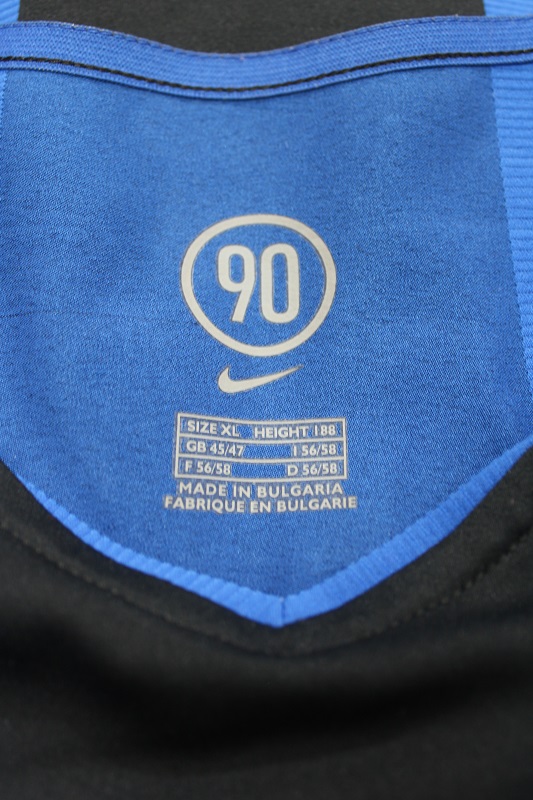 90
SIZE XL HEIGHT 188
GB 45/47 I 56/58
F 56/58 D 56/58
MADE IN BULGARIA
FABRIQUE EN BULGARIE